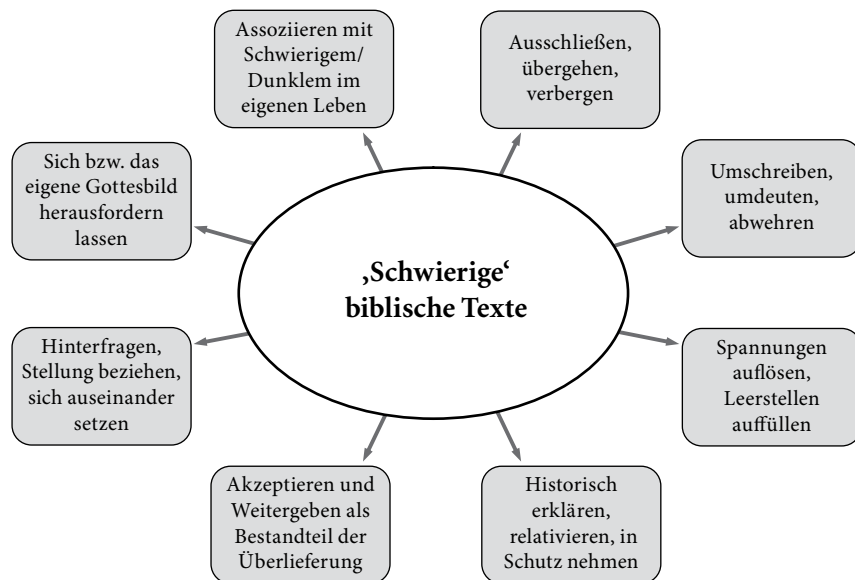 Assoziieren mit
Schwierigem/
Dunklem im
eigenen Leben
Ausschließen,
übergehen,
verbergen
Sich bzw. das
eigene Gottesbild
herausfordern
lassen
Umschreiben,
umdeuten,
abwehren
‚Schwierige‘
biblische Texte
Hinterfragen,
Stellung beziehen,
sich auseinander
setzen
Spannungen
auflösen,
Leerstellen
auffüllen
Akzeptieren und
Weitergeben als
Bestandteil der
Überlieferung
Historisch
erklären,
relativieren, in
Schutz nehmen